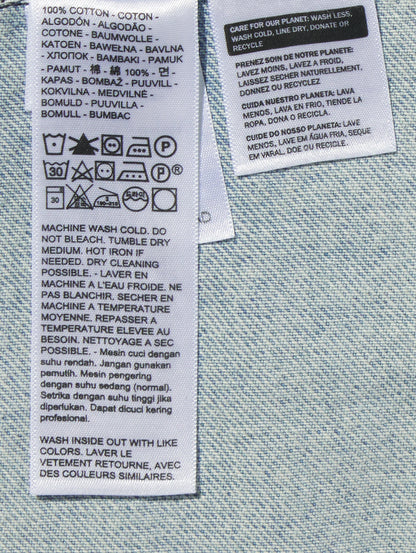 100% COTTON - COTON -
ALGODÓN - ALGODÃO -
COTONE - BAUMWOLLE -
KATOEN - BAWEŁNA - BAVLNA
- ХЛОПОК - BAMBAKI - PAMUK
PAMUT - 棉 - 綿 100% - 면 -
KAPAS - BOMBAŽ - PUUVILL -
KOKVILNA - MEDVILNĖ -
BOMULD - PUUVILLA -
BOMULL - BUMBAC
P
30
P
30
MACHINE WASH COLD. DO
NOT BLEACH. TUMBLE DRY
MEDIUM. HOT IRON IF
NEEDED. DRY CLEANING
POSSIBLE. - LAVER EN
MACHINE A L'EAU FROIDE. NE
PAS BLANCHIR. SECHER EN
MACHINE A TEMPERATURE
MOYENNE. REPASSER A
TEMPERATURE ELEVEE AU
BESOIN. NETTOYAGE A SEC
POSSIBLE. - Mesin cuci dengan
suhu rendah. Jangan gunakan
pemutih. Mesin pengering
dengan suhu sedang (normal).
Setrika dengan suhu tinggi jika
diperlukan. Dapat dicuci kering
profesional.
WASH INSIDE OUT WITH LIKE
COLORS. LAVER LE
VETEMENT RETOURNE, AVEC
DES COULEURS SIMILAIRES.
CARE FOR OUR PLANET: WASH LESS,
WASH COLD, LINE DRY, DONATE OR
RECYCLE
PRENEZ SOIN DE NOTRE PLANETE:
LAVEZ MOINS, LAVEZ A FROID,
LAISSEZ SECHER NATURELLEMENT,
DONNEZ OU RECYCLEZ
CUIDA NUESTRO PLANETA: LAVA
MENOS, LAVA EN FRIO, TIENDE LA
ROPA, DONA O RECICLA.
CUIDE DO NOSSO PLANETA: LAVE
MENOS, LAVE EM ÁGUA FRIA, SEQUE
EM VARAL, DOE OU RECICLE.